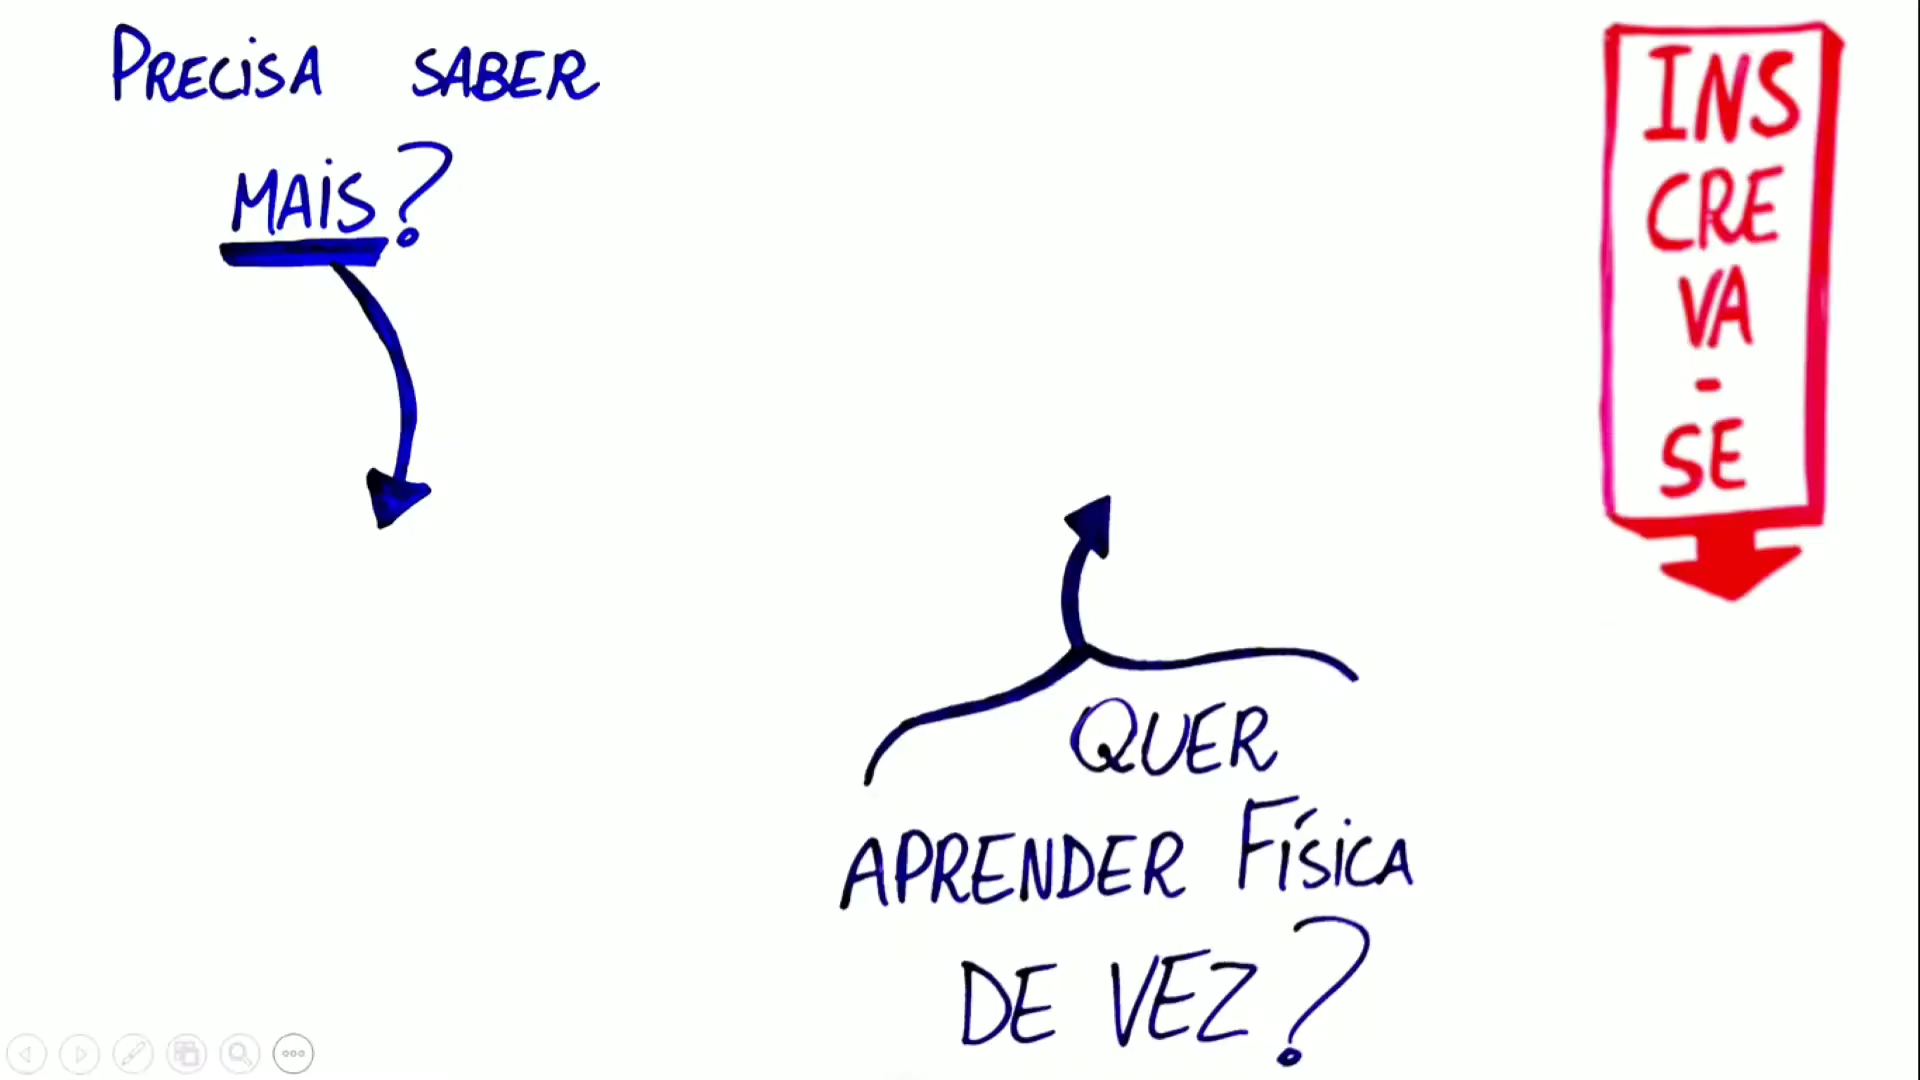 PRECISA SABER
MAIS?
INS
CRE
VA
-
SE
QUER
APRENDER FÍSICA
DE VEZ?